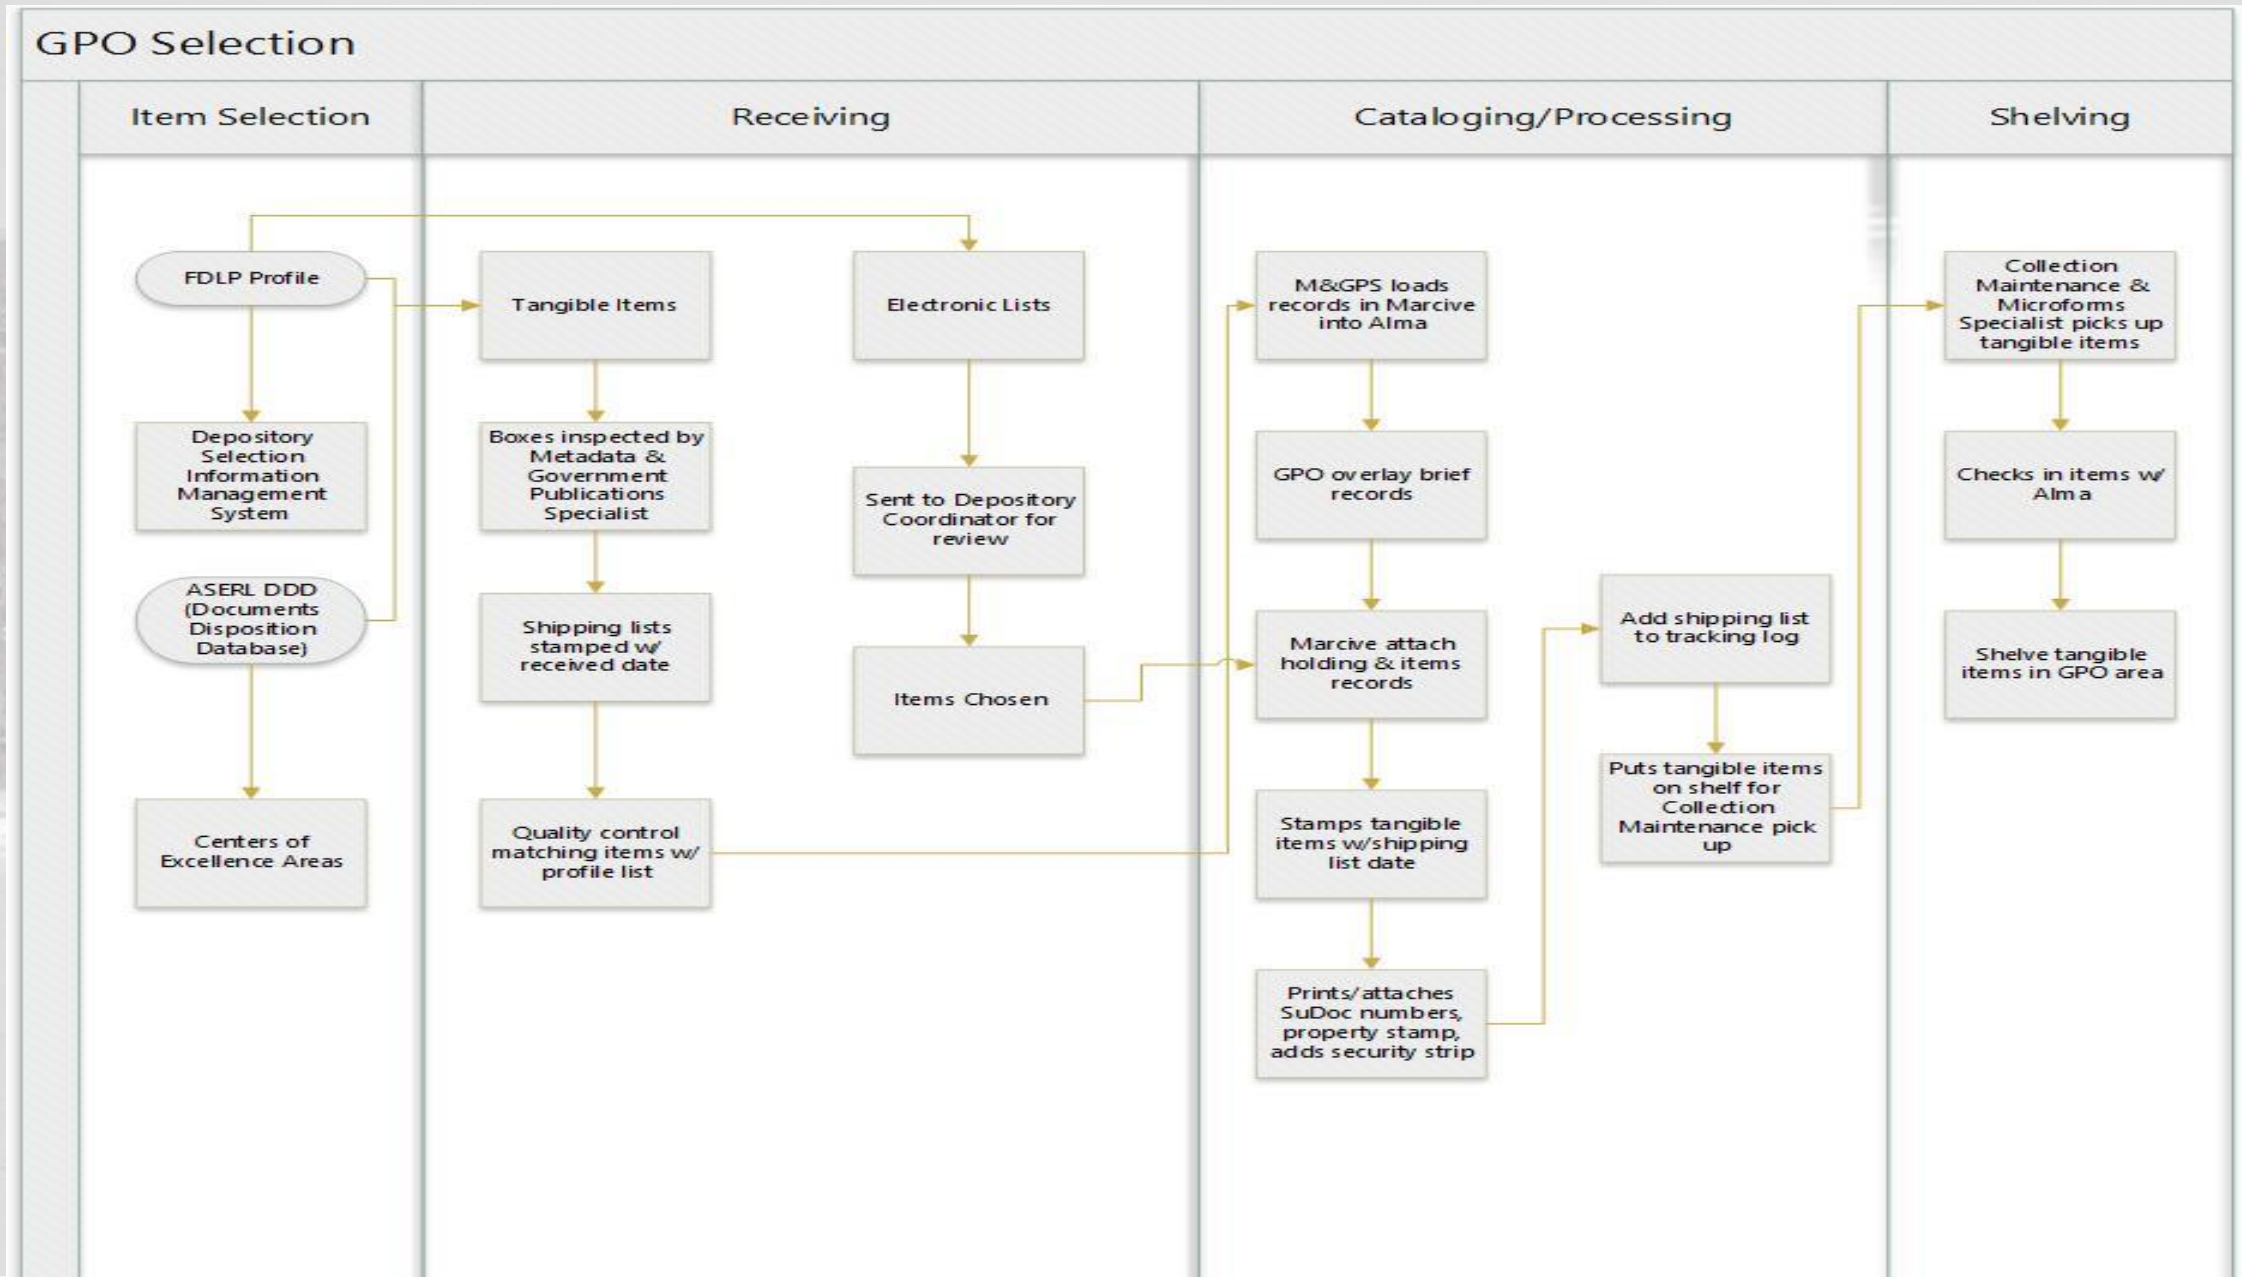 GPO Selection
Item Selection
Receiving
Cataloging/Processing
Shelving
FDLP Profile
Depository
Selection
Information
Management
System
ASERL DDD
(Documents
Disposition
Database)
Centers of
Excellence Areas
Tangible Items
Boxes inspected by
Metadata &
Government
Publications
Specialist
Shipping lists
stamped w/
received date
Quality control
matching items w/
profile list
Electronic Lists
Sent to Depository
Coordinator for
review
Items Chosen
M&GPS loads
records in Marcive
into Alma
GPO overlay brief
records
Marcive attach
holding & items
records
Stamps tangible
items w/shipping
list date
Prints/attaches
SuDoc numbers,
property stamp,
adds security strip
Add shipping list
to tracking log
Puts tangible items
on shelf for
Collection
Maintenance pick
up
Collection
Maintenance &
Microforms
Specialist picks up
tangible items
Checks in items w/
Alma
Shelve tangible
items in GPO area